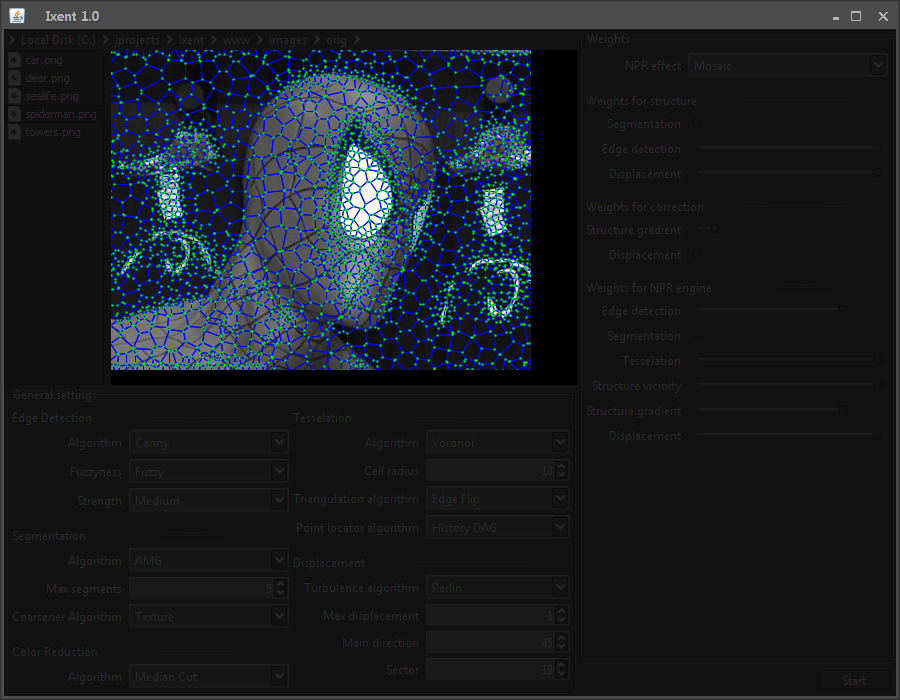 Ixent 1.0
Local Disk (C:) jprojects ixent www images orig
car.png
deer.png
sealife.png
spiderman.png
towers.png
Weights
NPR effect Mosaic
Weights for structure
Segmentation
Edge detection
Displacement
Weights for correction
Structure gradient
Displacement
Weights for NPR engine
Edge detection
Segmentation
Tesselation
Structure vicinity
Structure gradient
Displacement
General settings
Edge Detection
Algorithm Canny
Fuzzyness Fuzzy
Strength Medium
Segmentation
Algorithm AMG
Max segments 5
Coarsener Algorithm Texture
Color Reduction
Algorithm Median Cut
Tesselation
Algorithm Voronoi
Cell radius 10
Triangulation algorithm Edge Flip
Point locator algorithm History DAG
Displacement
Turbulence algorithm Perlin
Max displacement 1
Main direction 45
Sector 10
Start